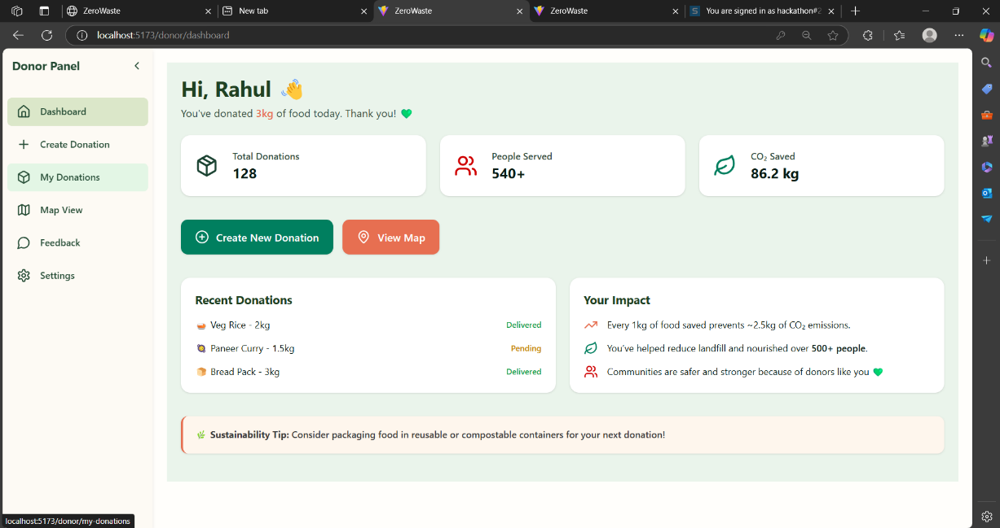 ZeroWaste
New tab
ZeroWaste
ZeroWaste
You are signed in as hackathon#2
localhost:5173/donor/dashboard
Donor Panel
Dashboard
Create Donation
My Donations
Map View
Feedback
Settings
Hi, Rahul 👋
You've donated 3kg of food today. Thank you! 💚
Total Donations
128
People Served
540+
CO₂ Saved
86.2 kg
Create New Donation
View Map
Recent Donations
Veg Rice - 2kg
Delivered
Paneer Curry - 1.5kg
Pending
Bread Pack - 3kg
Delivered
Your Impact
Every 1kg of food saved prevents ~2.5kg of CO₂ emissions.
You've helped reduce landfill and nourished over 500+ people.
Communities are safer and stronger because of donors like you 💚
Sustainability Tip: Consider packaging food in reusable or compostable containers for your next donation!
localhost:5173/donor/my-donations